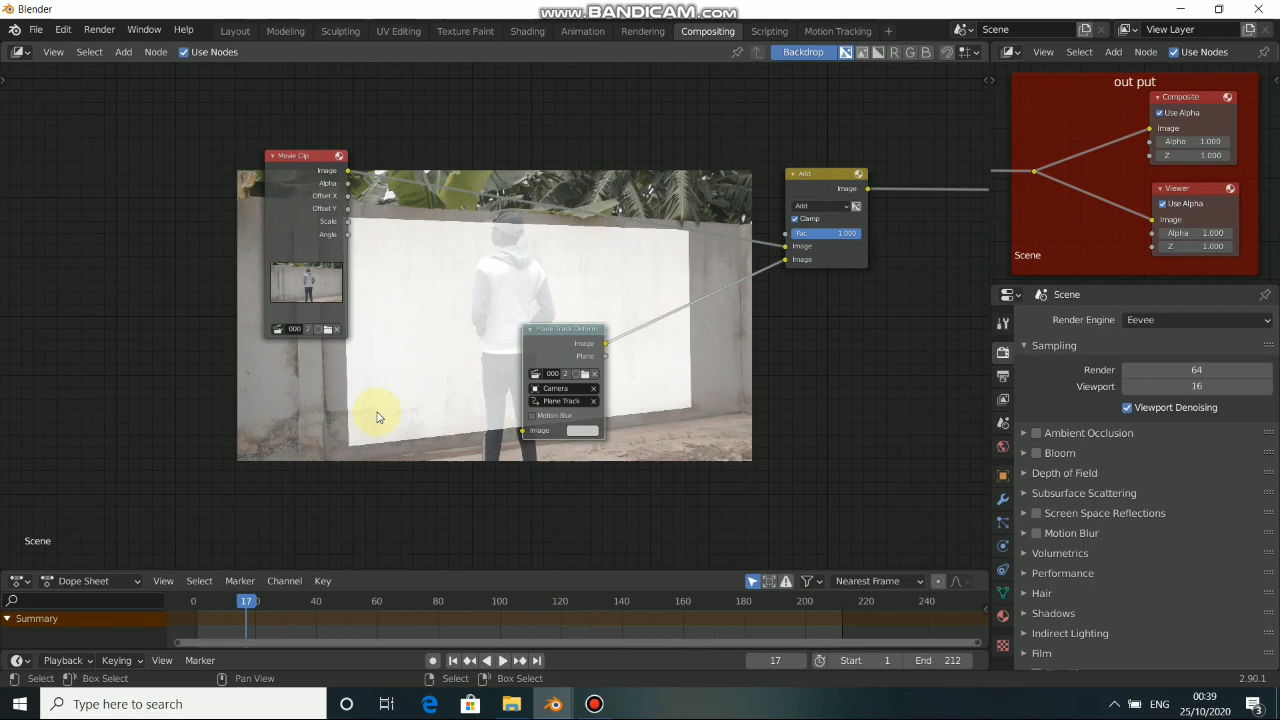 Blender
www.BANDICAM.com
File Edit Render Window Help
Layout Modeling Sculpting UV Editing Texture Paint Shading Animation Rendering Compositing Scripting Motion Tracking +
Scene
View Layer
View Select Add Node Use Nodes
Backdrop
R G B
View Select Add Node Use Nodes
Movie Clip
Image
Alpha
Offset X
Offset Y
Scale
Angle
000 2
Plane Track Deform
Image
Plane
000 2
Camera
Plane Track
Motion Blur
Image
Add
Image
Add
Clamp
Fac 1.000
Image
Image
out put
Composite
Use Alpha
Image
Alpha 1.000
Z 1.000
Viewer
Use Alpha
Image
Alpha 1.000
Z 1.000
Scene
Scene
Scene
Render Engine Eevee
Sampling
Render 64
Viewport 16
Viewport Denoising
Ambient Occlusion
Bloom
Depth of Field
Subsurface Scattering
Screen Space Reflections
Motion Blur
Volumetrics
Performance
Hair
Shadows
Indirect Lighting
Film
Dope Sheet View Select Marker Channel Key
Nearest Frame
0 17 40 60 80 100 120 140 160 180 200 220 240
Summary
Playback Keying View Marker
17 Start 1 End 212
Select Box Select Pan View Select Box Select
2.90.1
Type here to search
ENG
00:39
25/10/2020
3